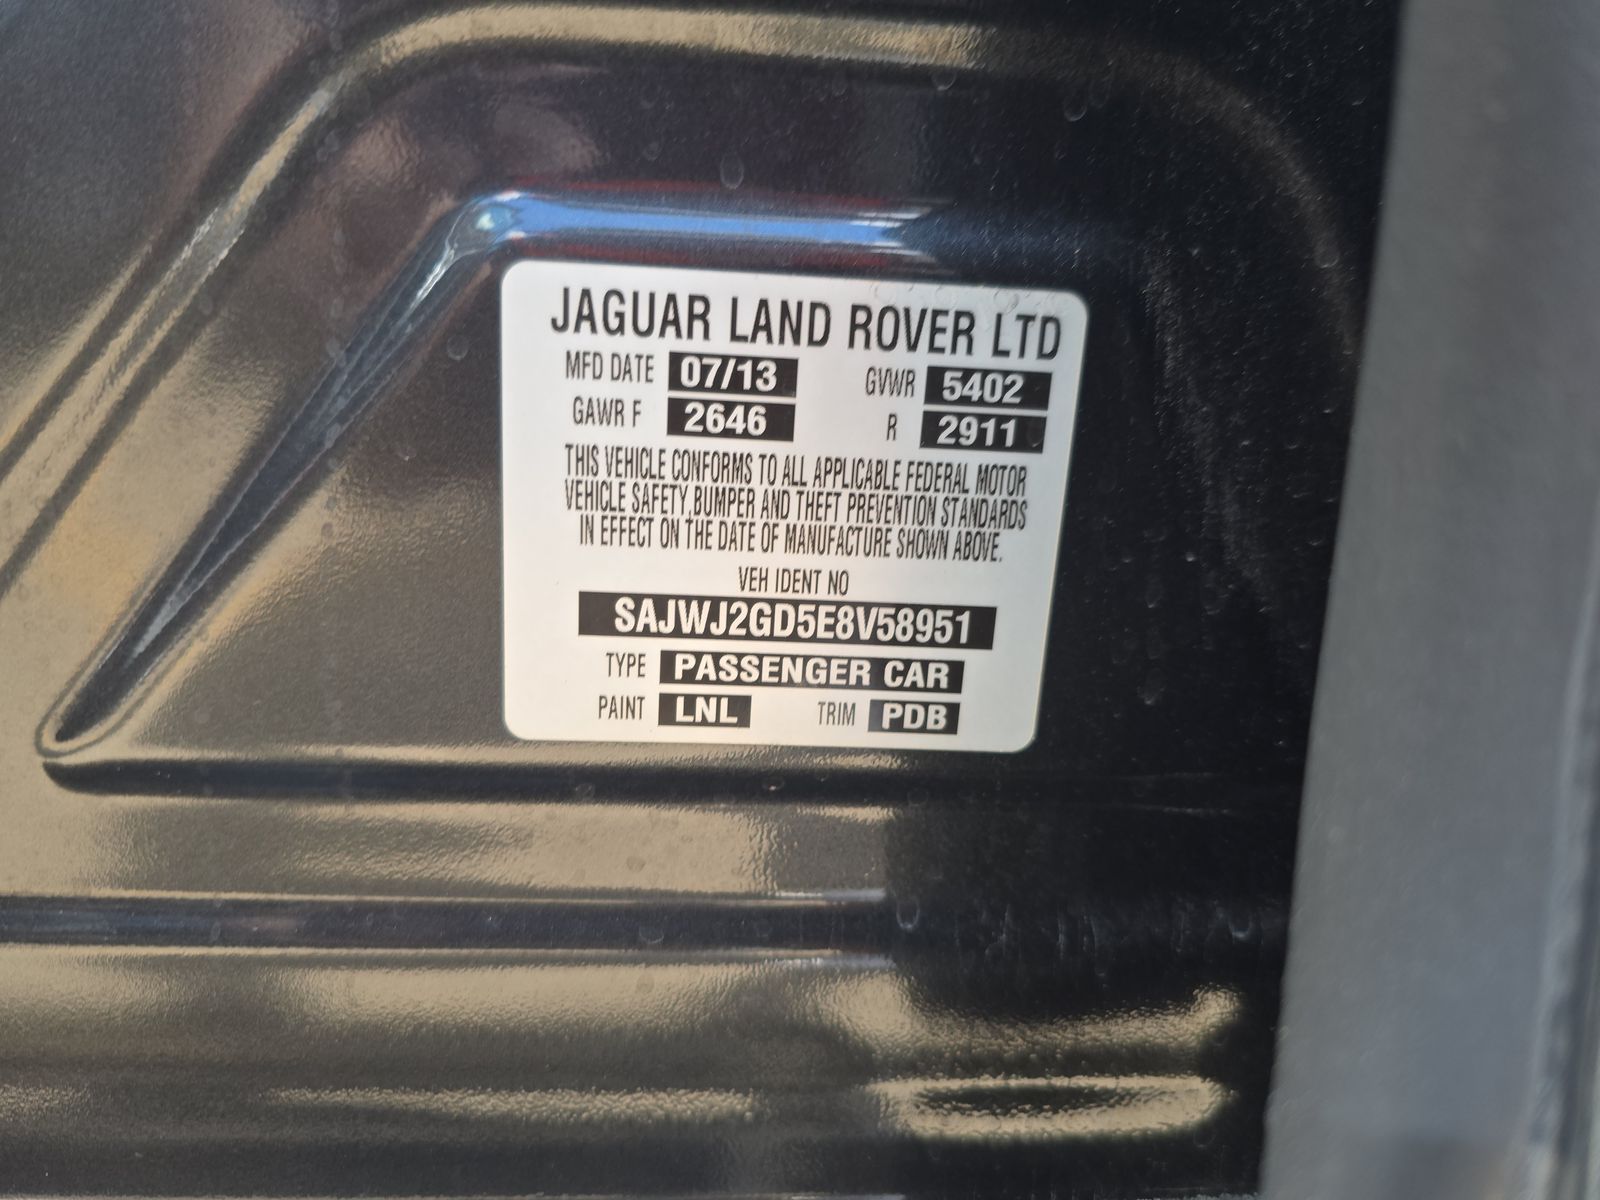 JAGUAR LAND ROVER LTD
MFD DATE 07/13 GVWR 5402
GAWR F 2646 R 2911
THIS VEHICLE CONFORMS TO ALL APPLICABLE FEDERAL MOTOR
VEHICLE SAFETY,BUMPER AND THEFT PREVENTION STANDARDS
IN EFFECT ON THE DATE OF MANUFACTURE SHOWN ABOVE.
VEH IDENT NO
SAJWJ2GD5E8V58951
TYPE PASSENGER CAR
PAINT LNL TRIM PDB